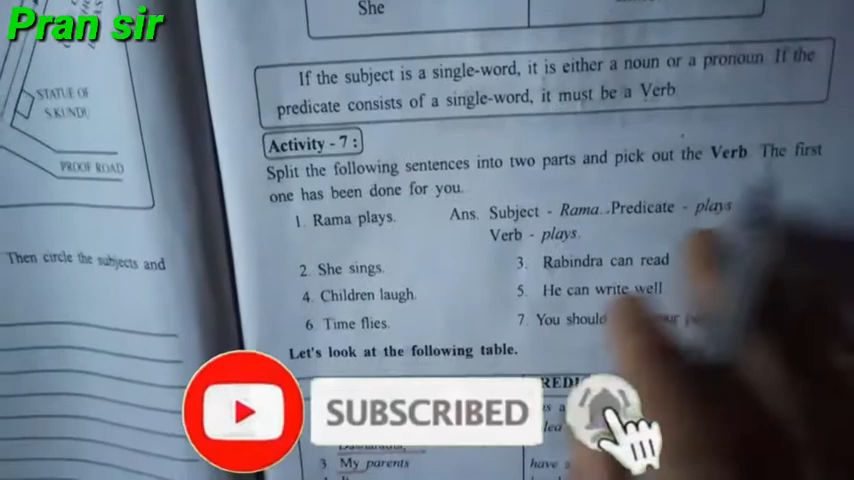 Pran sir
STATUE OF
S.KUNDU
PROOF ROAD
Then circle the subjects and
She
If the subject is a single-word, it is either a noun or a pronoun If the
predicate consists of a single-word, it must be a Verb
Activity - 7 :
Split the following sentences into two parts and pick out the Verb The first
one has been done for you.
1. Rama plays. Ans. Subject - Rama. Predicate - plays
Verb - plays.
2. She sings. 3. Rabindra can read
4. Children laugh. 5. He can write well
6 Time flies. 7. You should
Let's look at the following table.
SUBSCRIBED
3 My parents have